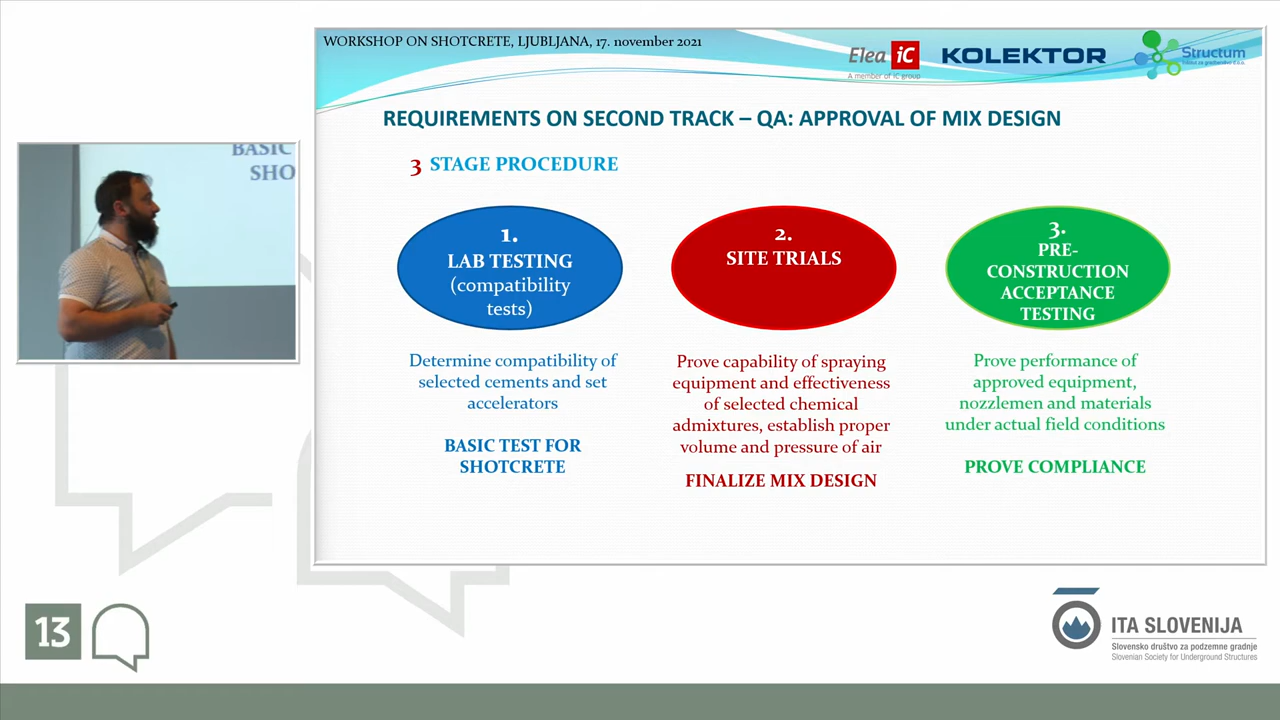 WORKSHOP ON SHOTCRETE, LJUBLJANA, 17. november 2021
Elea iC
A member of iC group
KOLEKTOR
Structum
REQUIREMENTS ON SECOND TRACK – QA: APPROVAL OF MIX DESIGN
3 STAGE PROCEDURE
1.
LAB TESTING
(compatibility
tests)
Determine compatibility of
selected cements and set
accelerators
BASIC TEST FOR
SHOTCRETE
2.
SITE TRIALS
Prove capability of spraying
equipment and effectiveness
of selected chemical
admixtures, establish proper
volume and pressure of air
FINALIZE MIX DESIGN
3.
PRE-
CONSTRUCTION
ACCEPTANCE
TESTING
Prove performance of
approved equipment,
nozzlemen and materials
under actual field conditions
PROVE COMPLIANCE
BASIC
SHO
13
ITA SLOVENIJA
Slovensko društvo za podzemne gradnje
Slovenian Society for Underground Structures